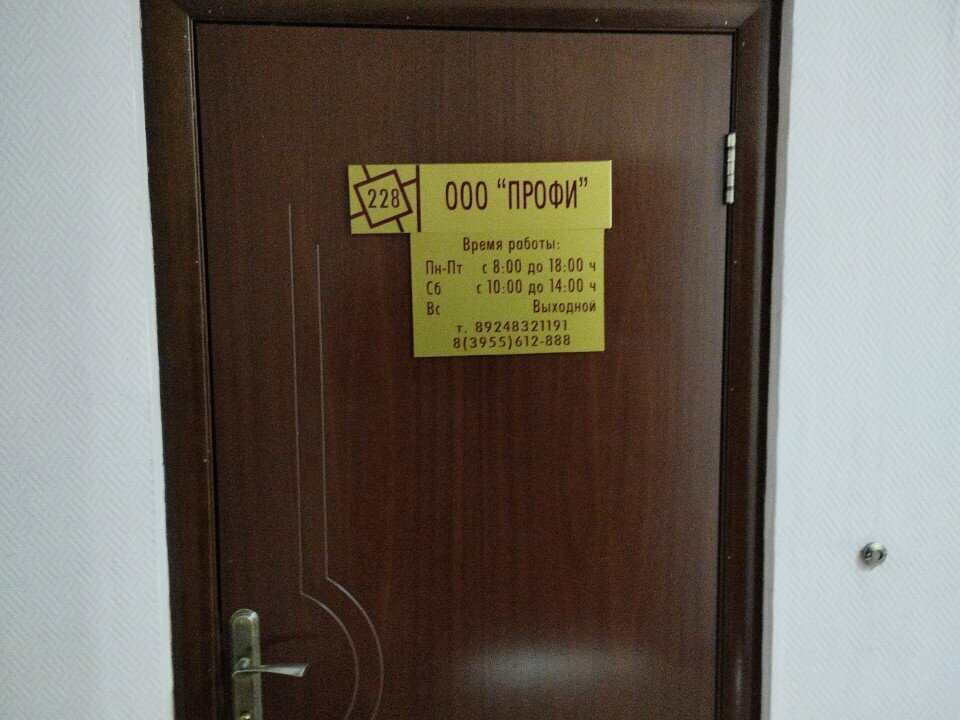 228
ООО "ПРОФИ"
Время работы:
Пн-Пт с 8:00 до 18:00 ч
Сб с 10:00 до 14:00 ч
Вс Выходной
т. 89248321191
8(3955)612-888